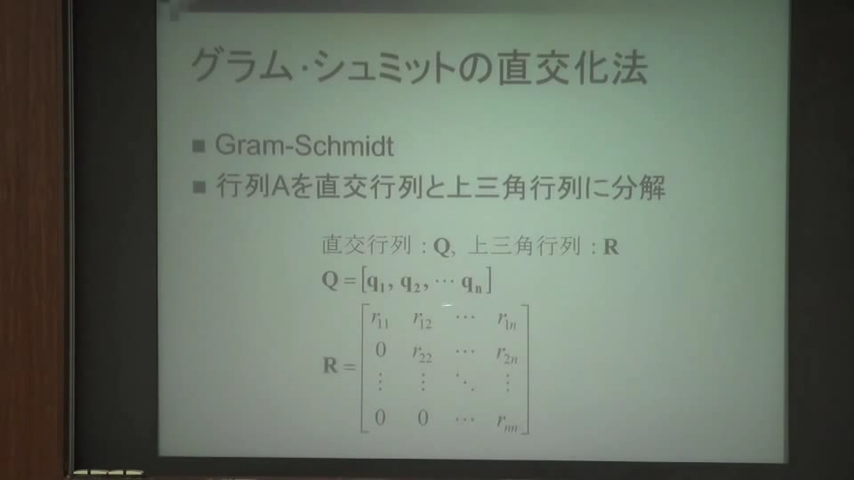 グラム・シュミットの直交化法
■ Gram-Schmidt
■ 行列Aを直交行列と上三角行列に分解
直交行列 : Q, 上三角行列 : R
Q = [q₁, q₂, ⋯ qₙ]
R = [r₁₁ r₁₂ ⋯ r₁ₙ
0 r₂₂ ⋯ r₂ₙ
⋮ ⋮ ⋱ ⋮
0 0 ⋯ rₙₙ]